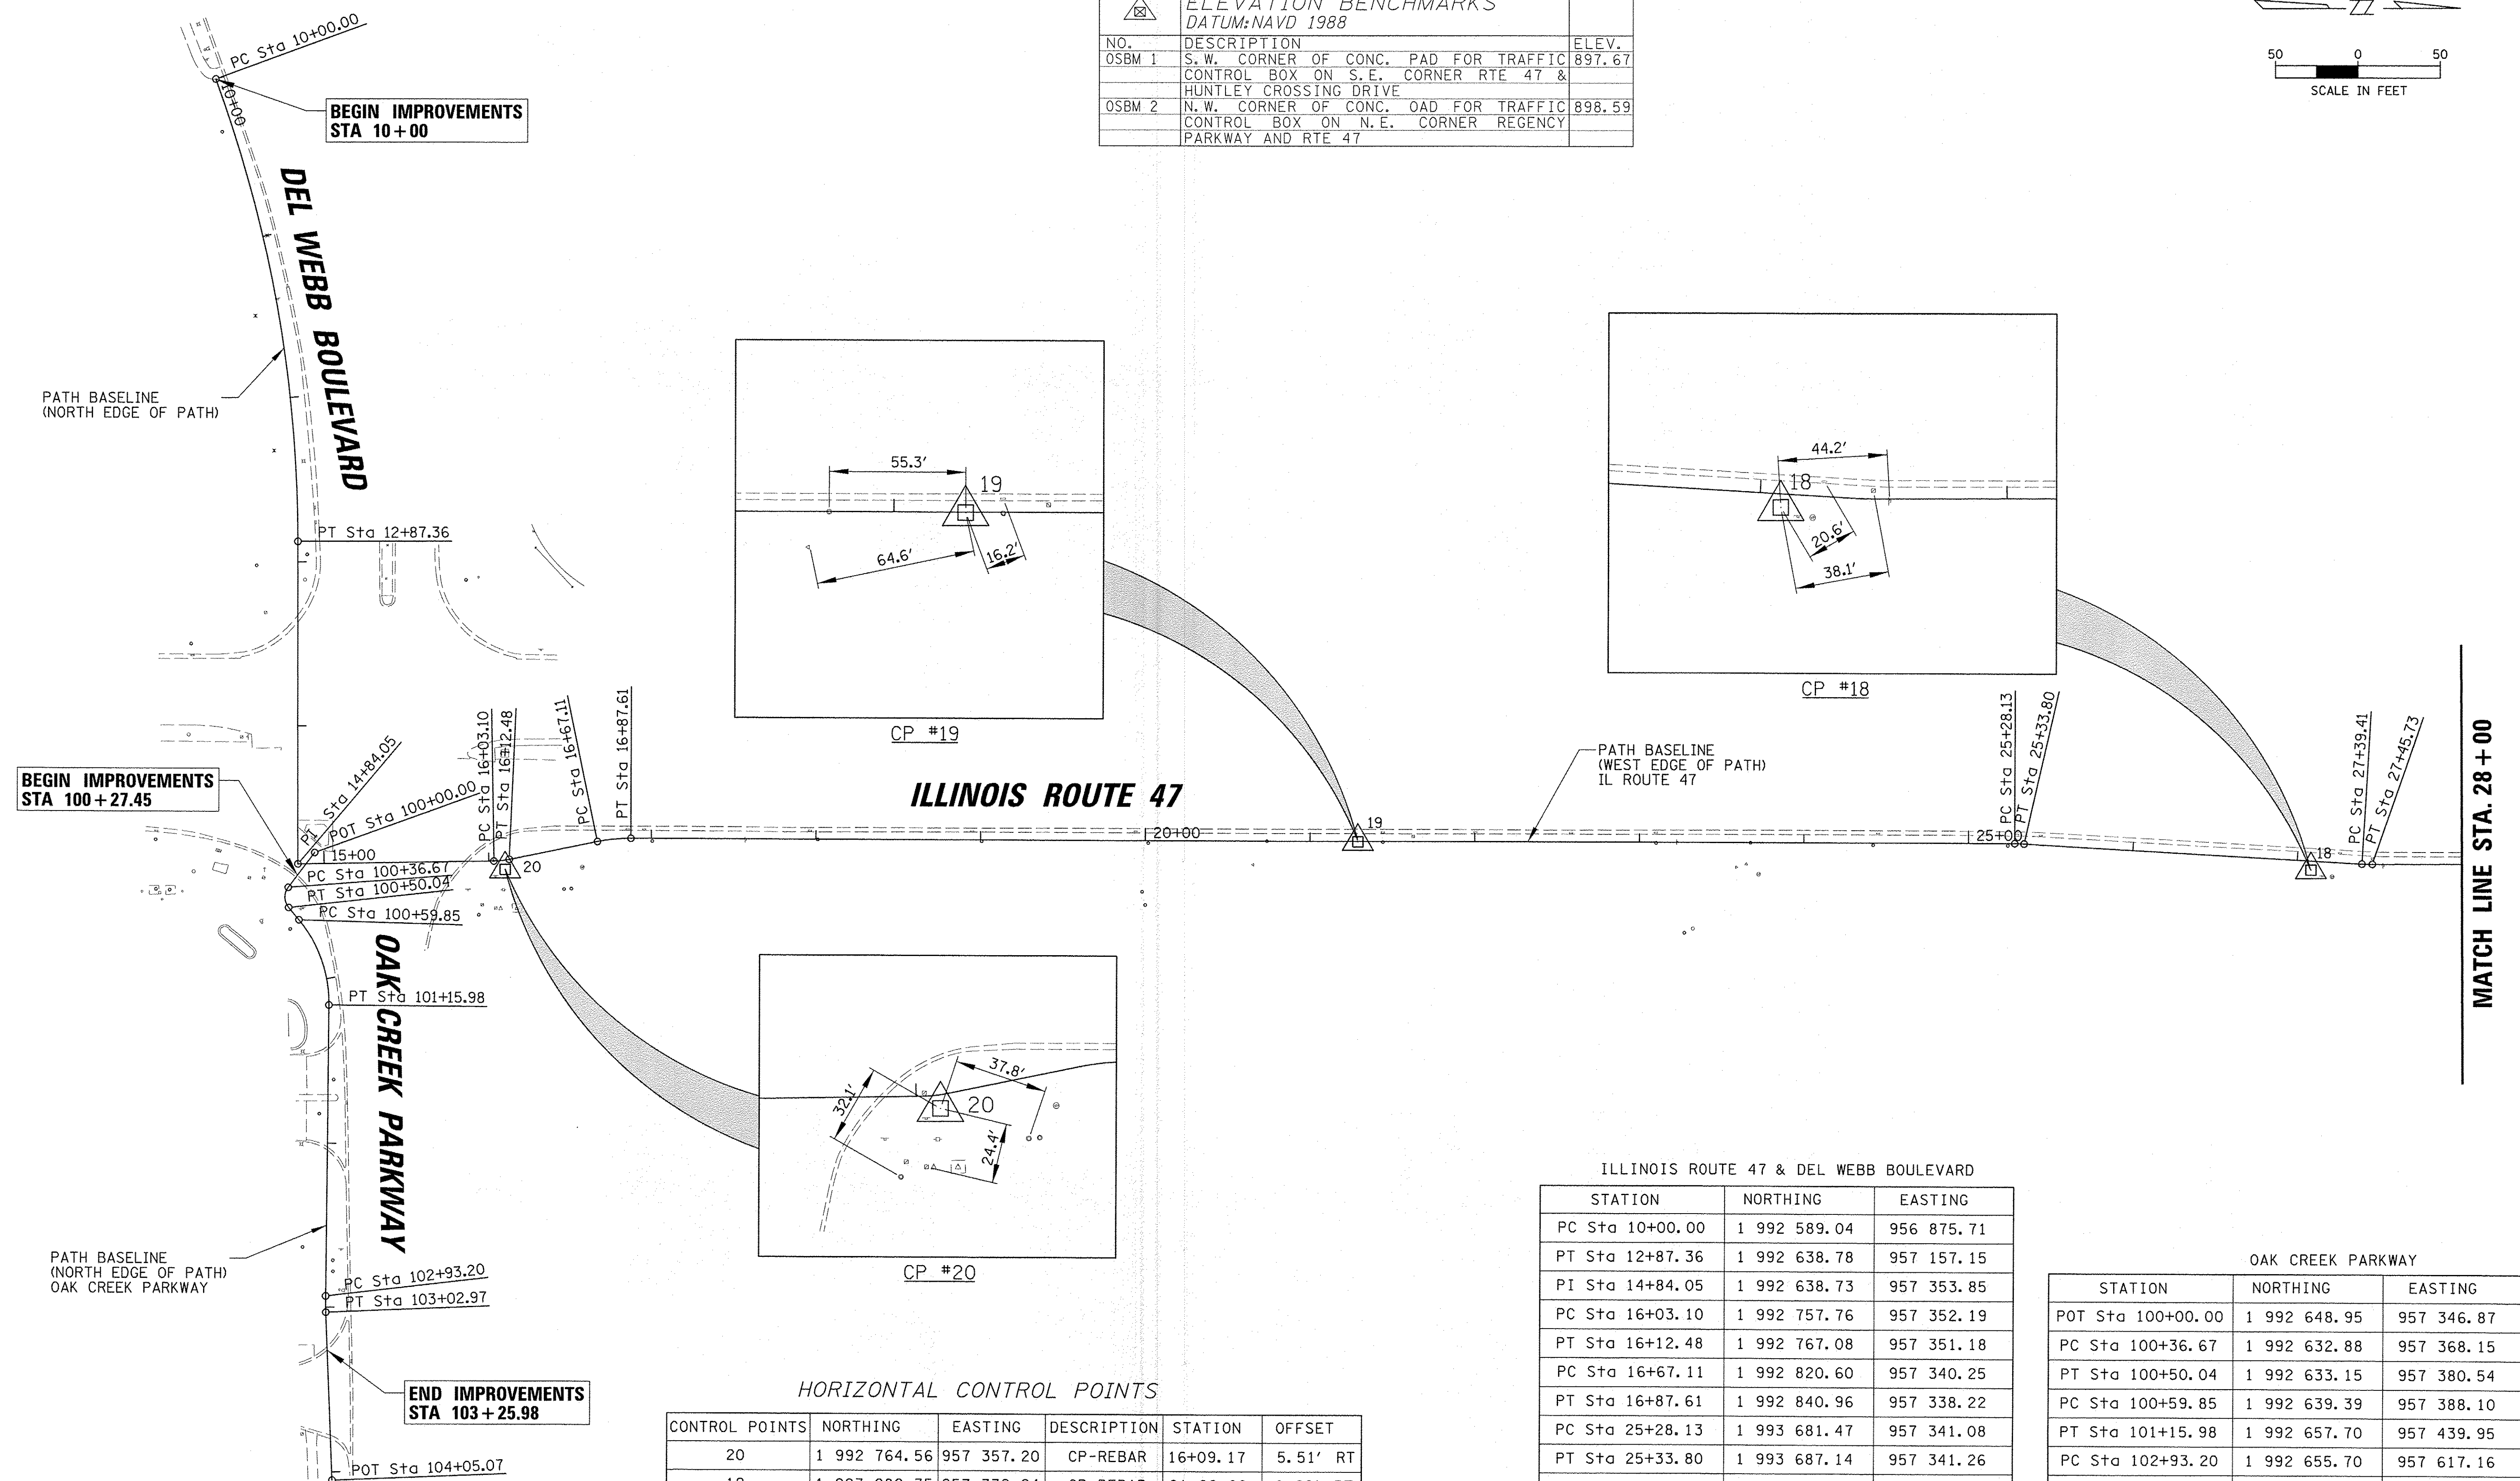 ELEVATION BENCHMARKS
DATUM: NAVD 1988
NO. DESCRIPTION ELEV.
OSBM 1 S.W. CORNER OF CONC. PAD FOR TRAFFIC 897.67
CONTROL BOX ON S.E. CORNER RTE 47 &
HUNTLEY CROSSING DRIVE
OSBM 2 N.W. CORNER OF CONC. OAD FOR TRAFFIC 898.59
CONTROL BOX ON N.E. CORNER REGENCY
PARKWAY AND RTE 47
50 0 50
SCALE IN FEET
PC Sta 10+00.00
10+00
BEGIN IMPROVEMENTS
STA 10+00
DEL WEBB BOULEVARD
PATH BASELINE
(NORTH EDGE OF PATH)
PT Sta 12+87.36
55.3'
19
64.6'
16.2'
CP #19
44.2'
18
20.6'
38.1'
CP #18
BEGIN IMPROVEMENTS
STA 100+27.45
PI Sta 14+84.05
POT Sta 100+00.00
15+00
PC Sta 16+03.10
PT Sta 16+12.48
PC Sta 16+67.11
PT Sta 16+87.61
ILLINOIS ROUTE 47
20+00
19
PATH BASELINE
(WEST EDGE OF PATH)
IL ROUTE 47
25+00
PC Sta 25+28.13
PT Sta 25+33.80
18
PC Sta 27+39.41
PT Sta 27+45.73
MATCH LINE STA. 28+00
20
PC Sta 100+36.67
PT Sta 100+50.04
PC Sta 100+59.85
OAK CREEK PARKWAY
PT Sta 101+15.98
32.1'
37.8'
20
24.4'
CP #20
PATH BASELINE
(NORTH EDGE OF PATH)
OAK CREEK PARKWAY
PC Sta 102+93.20
PT Sta 103+02.97
END IMPROVEMENTS
STA 103+25.98
POT Sta 104+05.07
HORIZONTAL CONTROL POINTS
CONTROL POINTS NORTHING EASTING DESCRIPTION STATION OFFSET
20 1 992 764.56 957 357.20 CP-REBAR 16+09.17 5.51' RT
ILLINOIS ROUTE 47 & DEL WEBB BOULEVARD
STATION NORTHING EASTING
PC Sta 10+00.00 1 992 589.04 956 875.71
PT Sta 12+87.36 1 992 638.78 957 157.15
PI Sta 14+84.05 1 992 638.73 957 353.85
PC Sta 16+03.10 1 992 757.76 957 352.19
PT Sta 16+12.48 1 992 767.08 957 351.18
PC Sta 16+67.11 1 992 820.60 957 340.25
PT Sta 16+87.61 1 992 840.96 957 338.22
PC Sta 25+28.13 1 993 681.47 957 341.08
PT Sta 25+33.80 1 993 687.14 957 341.26
OAK CREEK PARKWAY
STATION NORTHING EASTING
POT Sta 100+00.00 1 992 648.95 957 346.87
PC Sta 100+36.67 1 992 632.88 957 368.15
PT Sta 100+50.04 1 992 633.15 957 380.54
PC Sta 100+59.85 1 992 639.39 957 388.10
PT Sta 101+15.98 1 992 657.70 957 439.95
PC Sta 102+93.20 1 992 655.70 957 617.16